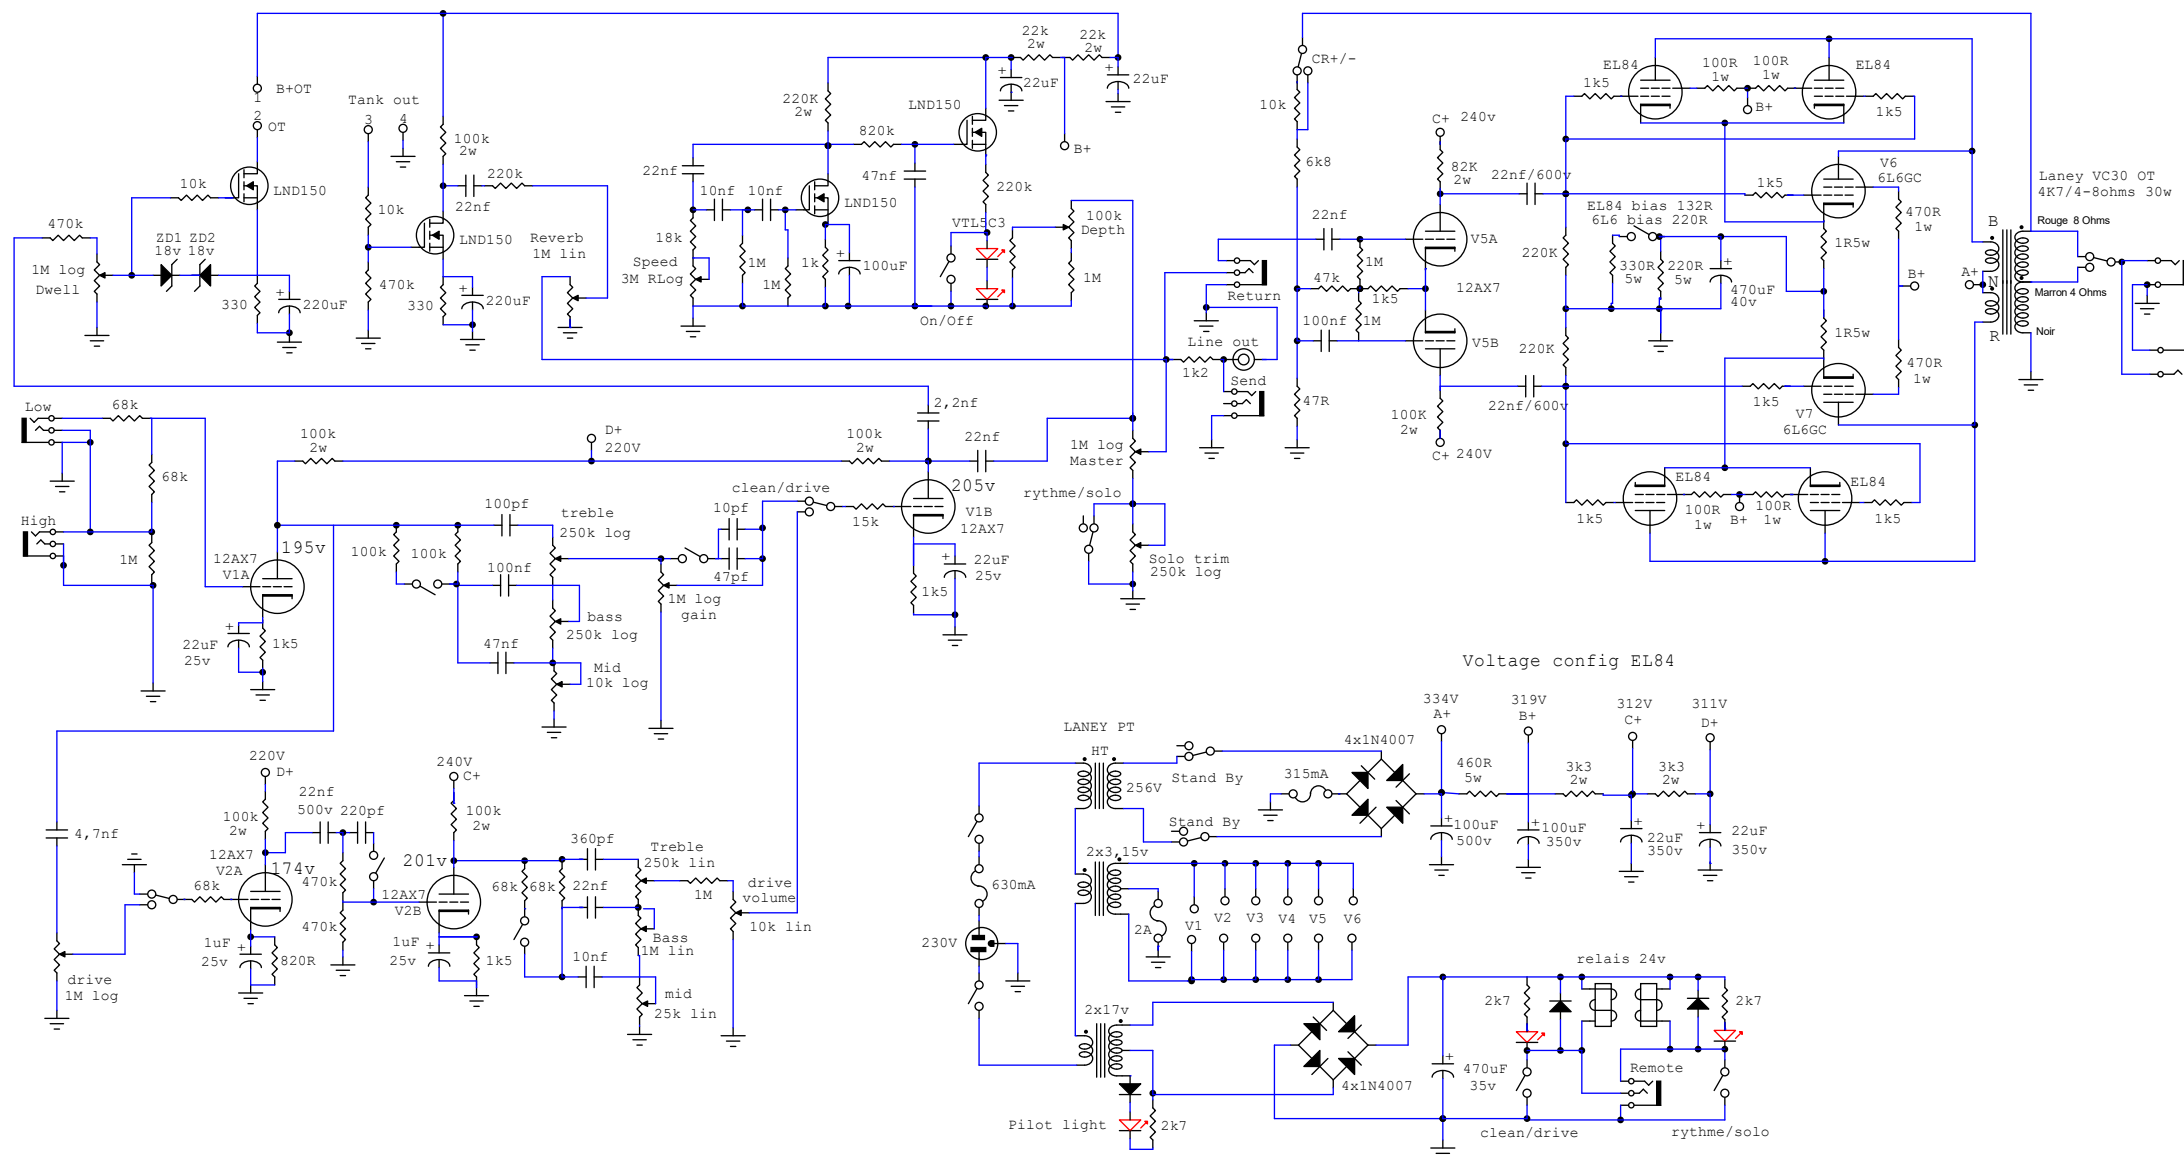 B+OT
1
2
OT
10k
LND150
470k
1M log
Dwell
ZD1 ZD2
18v 18v
330
220uF
Tank out
3 4
100k
2w
220k
22nf
10k
LND150
470k
330
220uF
Reverb
1M lin
22nf
220K
2w
820k
LND150
22k
2w
22k
2w
22uF
22uF
B+
10nf 10nf
LND150
47nf
220k
VTL5C3
100k
Depth
18k
Speed
3M RLog
1M
1M
1k
100uF
1M
On/Off
CR+/-
10k
6k8
22nf
Return
47k
1M
1k5
1M
100nf
Line out
1k2
Send
47R
C+ 240v
82K
2w
V5A
12AX7
V5B
100K
2w
C+ 240V
22nf/600v
22nf/600v
220K
220K
EL84
1k5
100R
1w
100R
1w
B+
EL84
1k5
V6
6L6GC
1k5
EL84 bias 132R
6L6 bias 220R
330R
5w
220R
5w
470uF
40v
1R5w
1R5w
470R
1w
B+
470R
1w
1k5
V7
6L6GC
EL84
1k5
100R
1w
B+
100R
1w
EL84
1k5
Laney VC30 OT
4K7/4-8ohms 30w
Rouge 8 Ohms
B
A+
N
R
Marron 4 Ohms
Noir
Low
68k
68k
High
1M
100k
2w
D+
220V
100k
2w
2,2nf
22nf
195v
12AX7
V1A
22uF
25v
1k5
100k
100k
100pf
treble
250k log
100nf
bass
250k log
47nf
Mid
10k log
1M log
gain
10pf
47pf
clean/drive
15k
205v
V1B
12AX7
1k5
22uF
25v
1M log
Master
rythme/solo
Solo trim
250k log
4,7nf
drive
1M log
68k
220V
D+
100k
2w
12AX7
V2A
174v
1uF
25v
820R
22nf
500v
220pf
470k
470k
240V
C+
100k
2w
201v
12AX7
V2B
1uF
25v
1k5
68k
68k
360pf
Treble
250k lin
22nf
Bass
1M lin
10nf
mid
25k lin
1M
drive
volume
10k lin
Voltage config EL84
LANEY PT
HT
256V
Stand By
Stand By
315mA
4x1N4007
334V
A+
460R
5w
100uF
500v
319V
B+
100uF
350v
3k3
2w
312V
C+
22uF
350v
3k3
2w
311V
D+
22uF
350v
630mA
230V
2x3,15v
2A
V1
V2
V3
V4
V5
V6
2x17v
Pilot light
2k7
4x1N4007
470uF
35v
relais 24v
2k7
2k7
Remote
clean/drive
rythme/solo